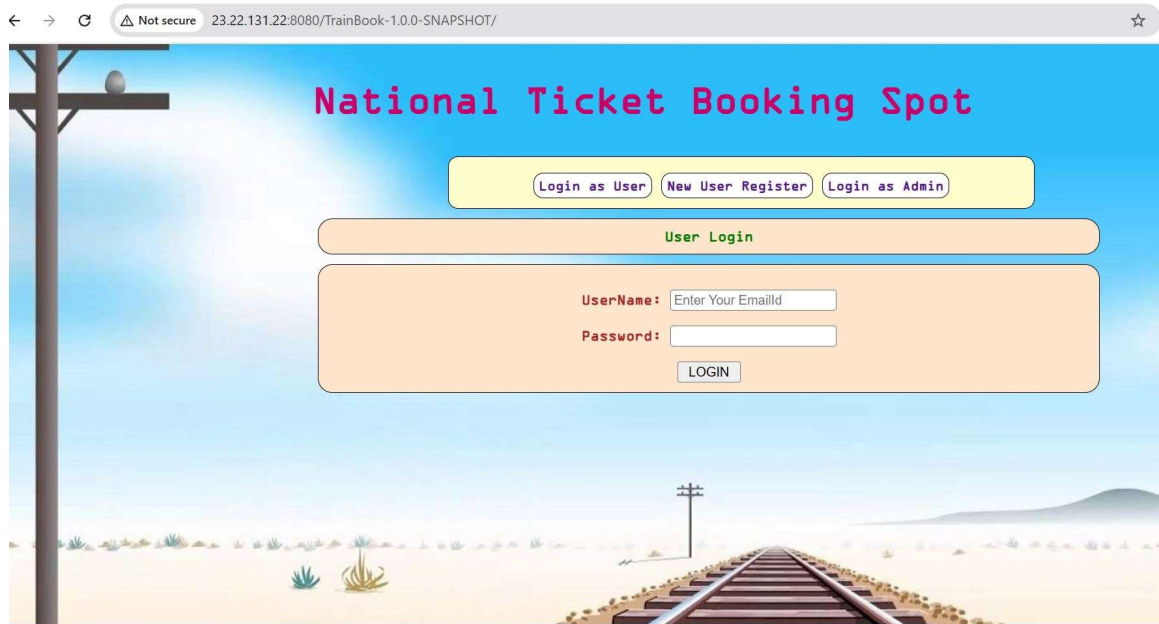 Not secure 23.22.131.22:8080/TrainBook-1.0.0-SNAPSHOT/
National Ticket Booking Spot
Login as User New User Register Login as Admin
User Login
UserName: Enter Your EmailId
Password:
LOGIN